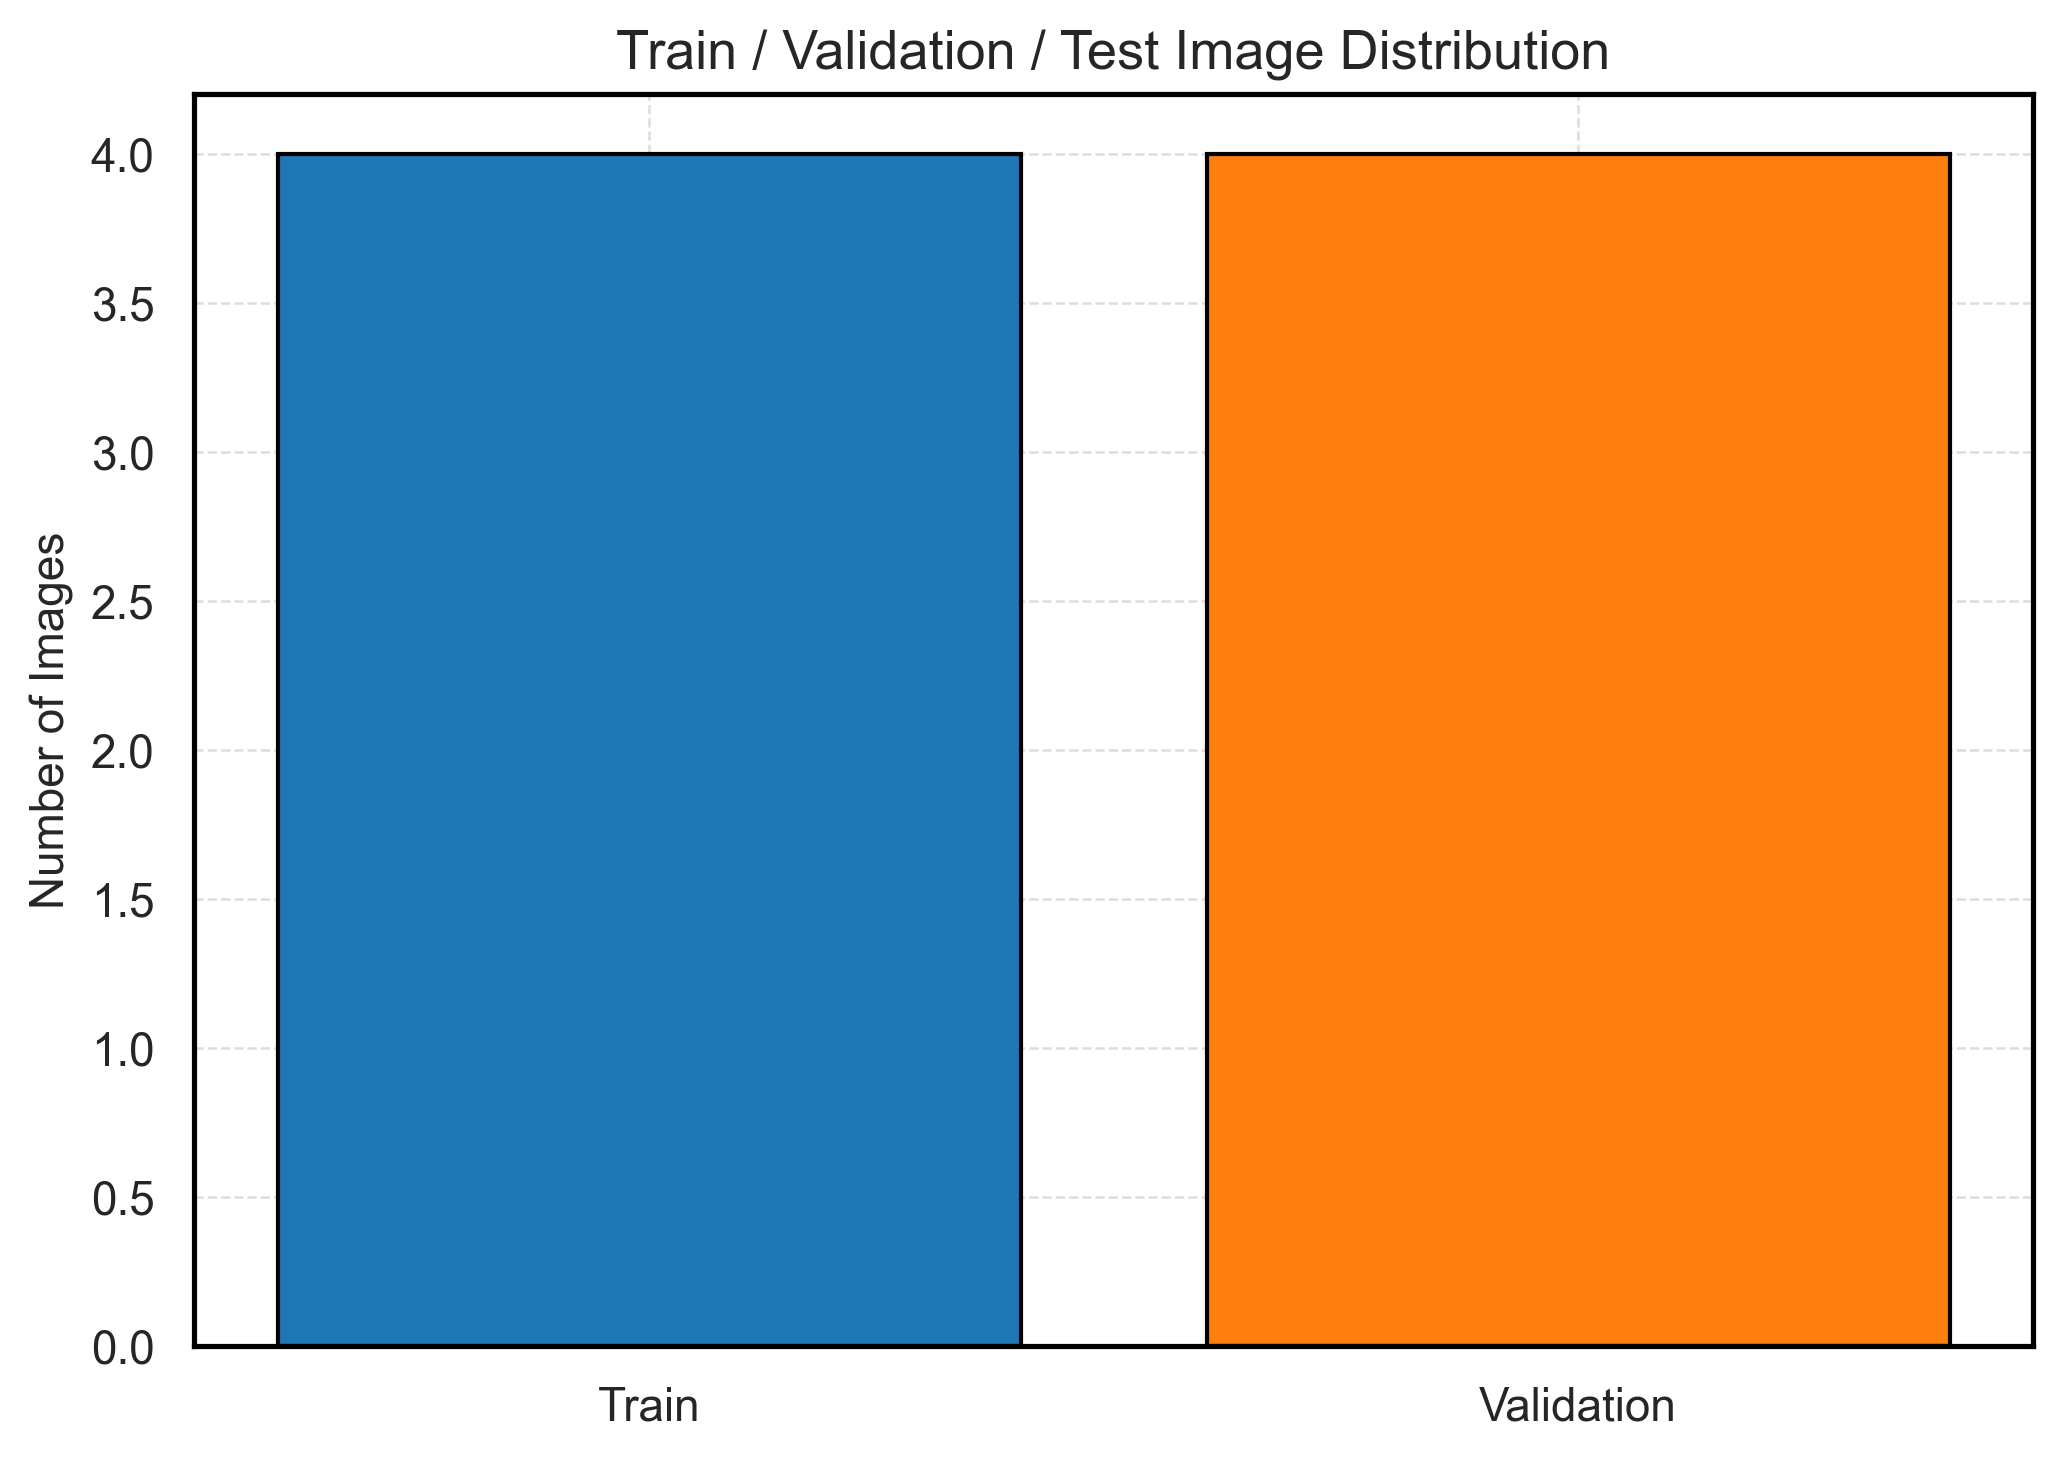 Train / Validation / Test Image Distribution
Number of Images
4.0
3.5
3.0
2.5
2.0
1.5
1.0
0.5
0.0
Train
Validation